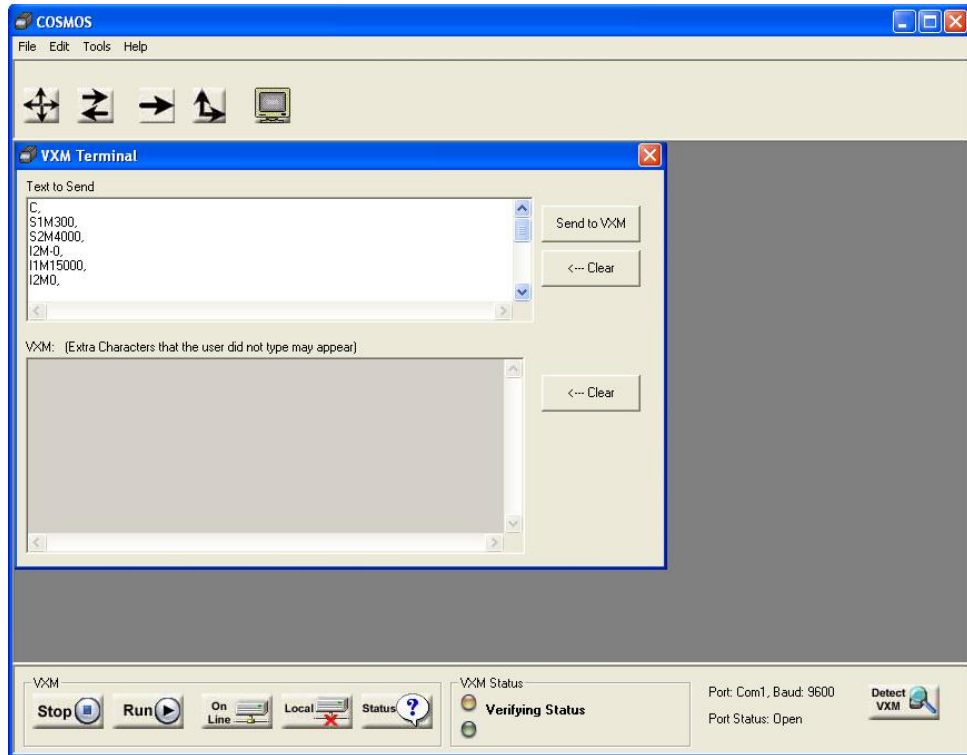 COSMOS
File Edit Tools Help
VXM Terminal
Text to Send
C,
S1M300,
S2M4000,
I2M-0,
I1M15000,
I2M0,
Send to VXM
<--- Clear
VXM: (Extra Characters that the user did not type may appear)
<--- Clear
VXM
Stop
Run
On Line
Local
Status
VXM Status
Verifying Status
Port: Com1, Baud: 9600
Port Status: Open
Detect VXM